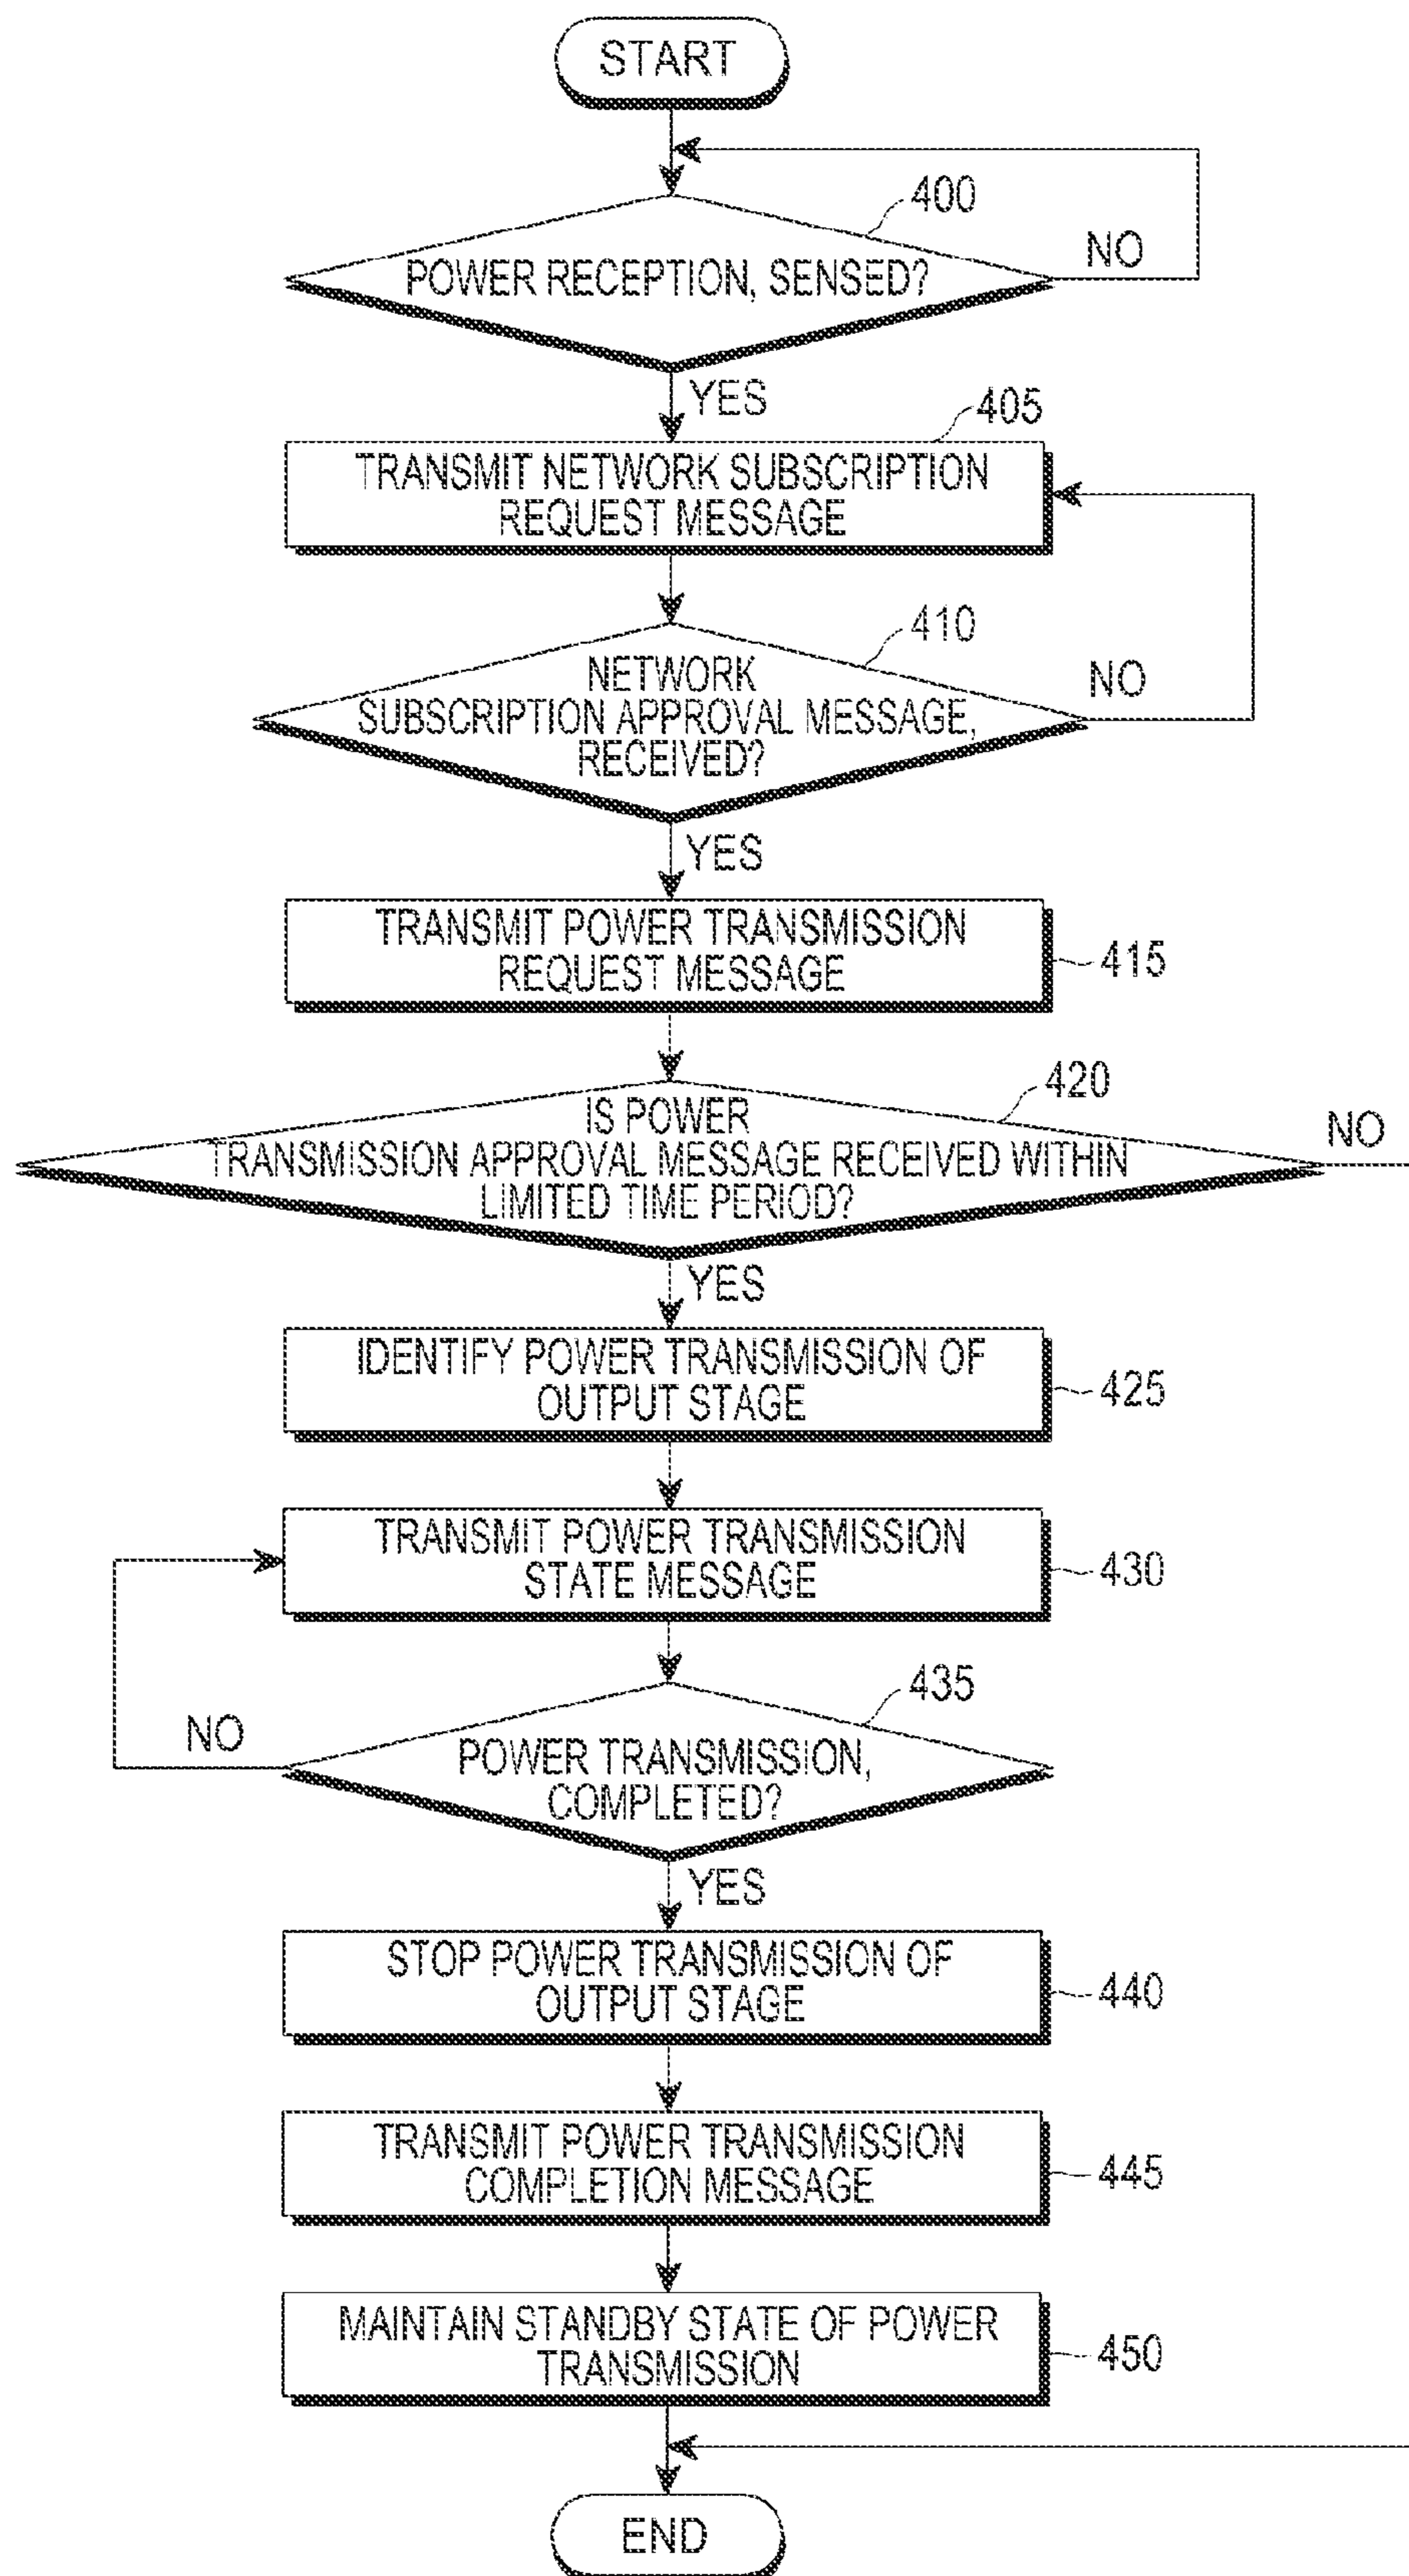 START
400
NO
POWER RECEPTION, SENSED?
YES
405
TRANSMIT NETWORK SUBSCRIPTION
REQUEST MESSAGE
410
NO
NETWORK
SUBSCRIPTION APPROVAL MESSAGE,
RECEIVED?
YES
TRANSMIT POWER TRANSMISSION
REQUEST MESSAGE
415
420
NO
IS POWER
TRANSMISSION APPROVAL MESSAGE RECEIVED WITHIN
LIMITED TIME PERIOD?
YES
IDENTIFY POWER TRANSMISSION OF
OUTPUT STAGE
425
TRANSMIT POWER TRANSMISSION
STATE MESSAGE
430
435
NO
POWER TRANSMISSION,
COMPLETED?
YES
STOP POWER TRANSMISSION OF
OUTPUT STAGE
440
TRANSMIT POWER TRANSMISSION
COMPLETION MESSAGE
445
MAINTAIN STANDBY STATE OF POWER
TRANSMISSION
450
END